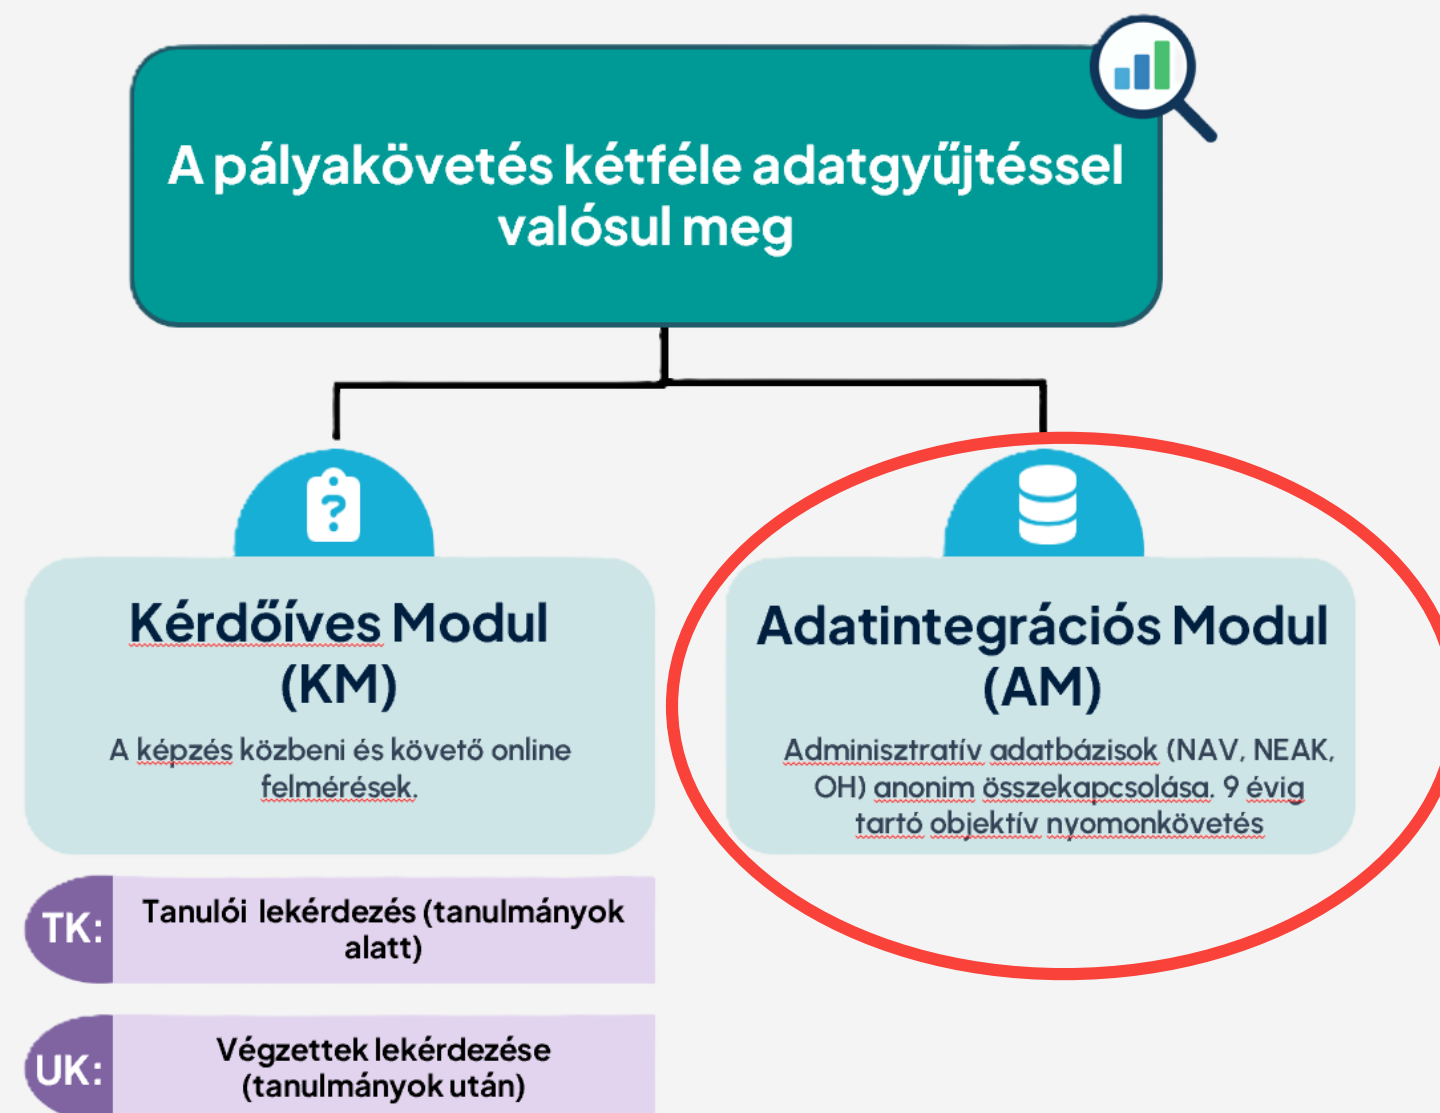 A pályakövetés kétféle adatgyűjtéssel
valósul meg
Kérdőíves Modul
(KM)
A képzés közbeni és követő online
felmérések.
TK:
Tanulói lekérdezés (tanulmányok
alatt)
UK:
Végzettek lekérdezése
(tanulmányok után)
Adatintegrációs Modul
(AM)
Adminisztratív adatbázisok (NAV, NEAK,
OH) anonim összekapcsolása. 9 évig
tartó objektív nyomonkövetés